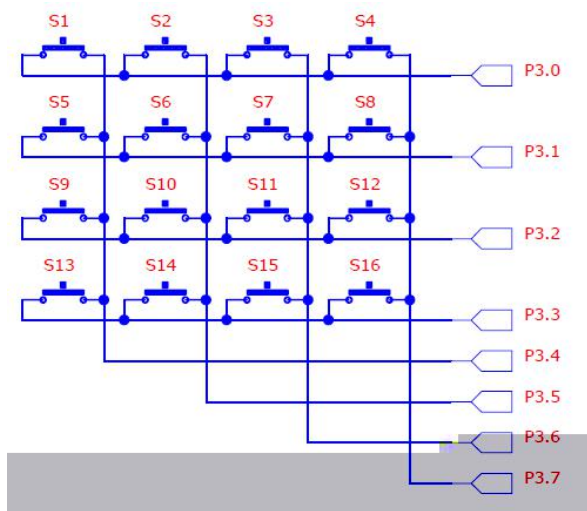 S1 S2 S3 S4
P3.0
S5 S6 S7 S8
P3.1
S9 S10 S11 S12
P3.2
S13 S14 S15 S16
P3.3
P3.4
P3.5
P3.6
P3.7